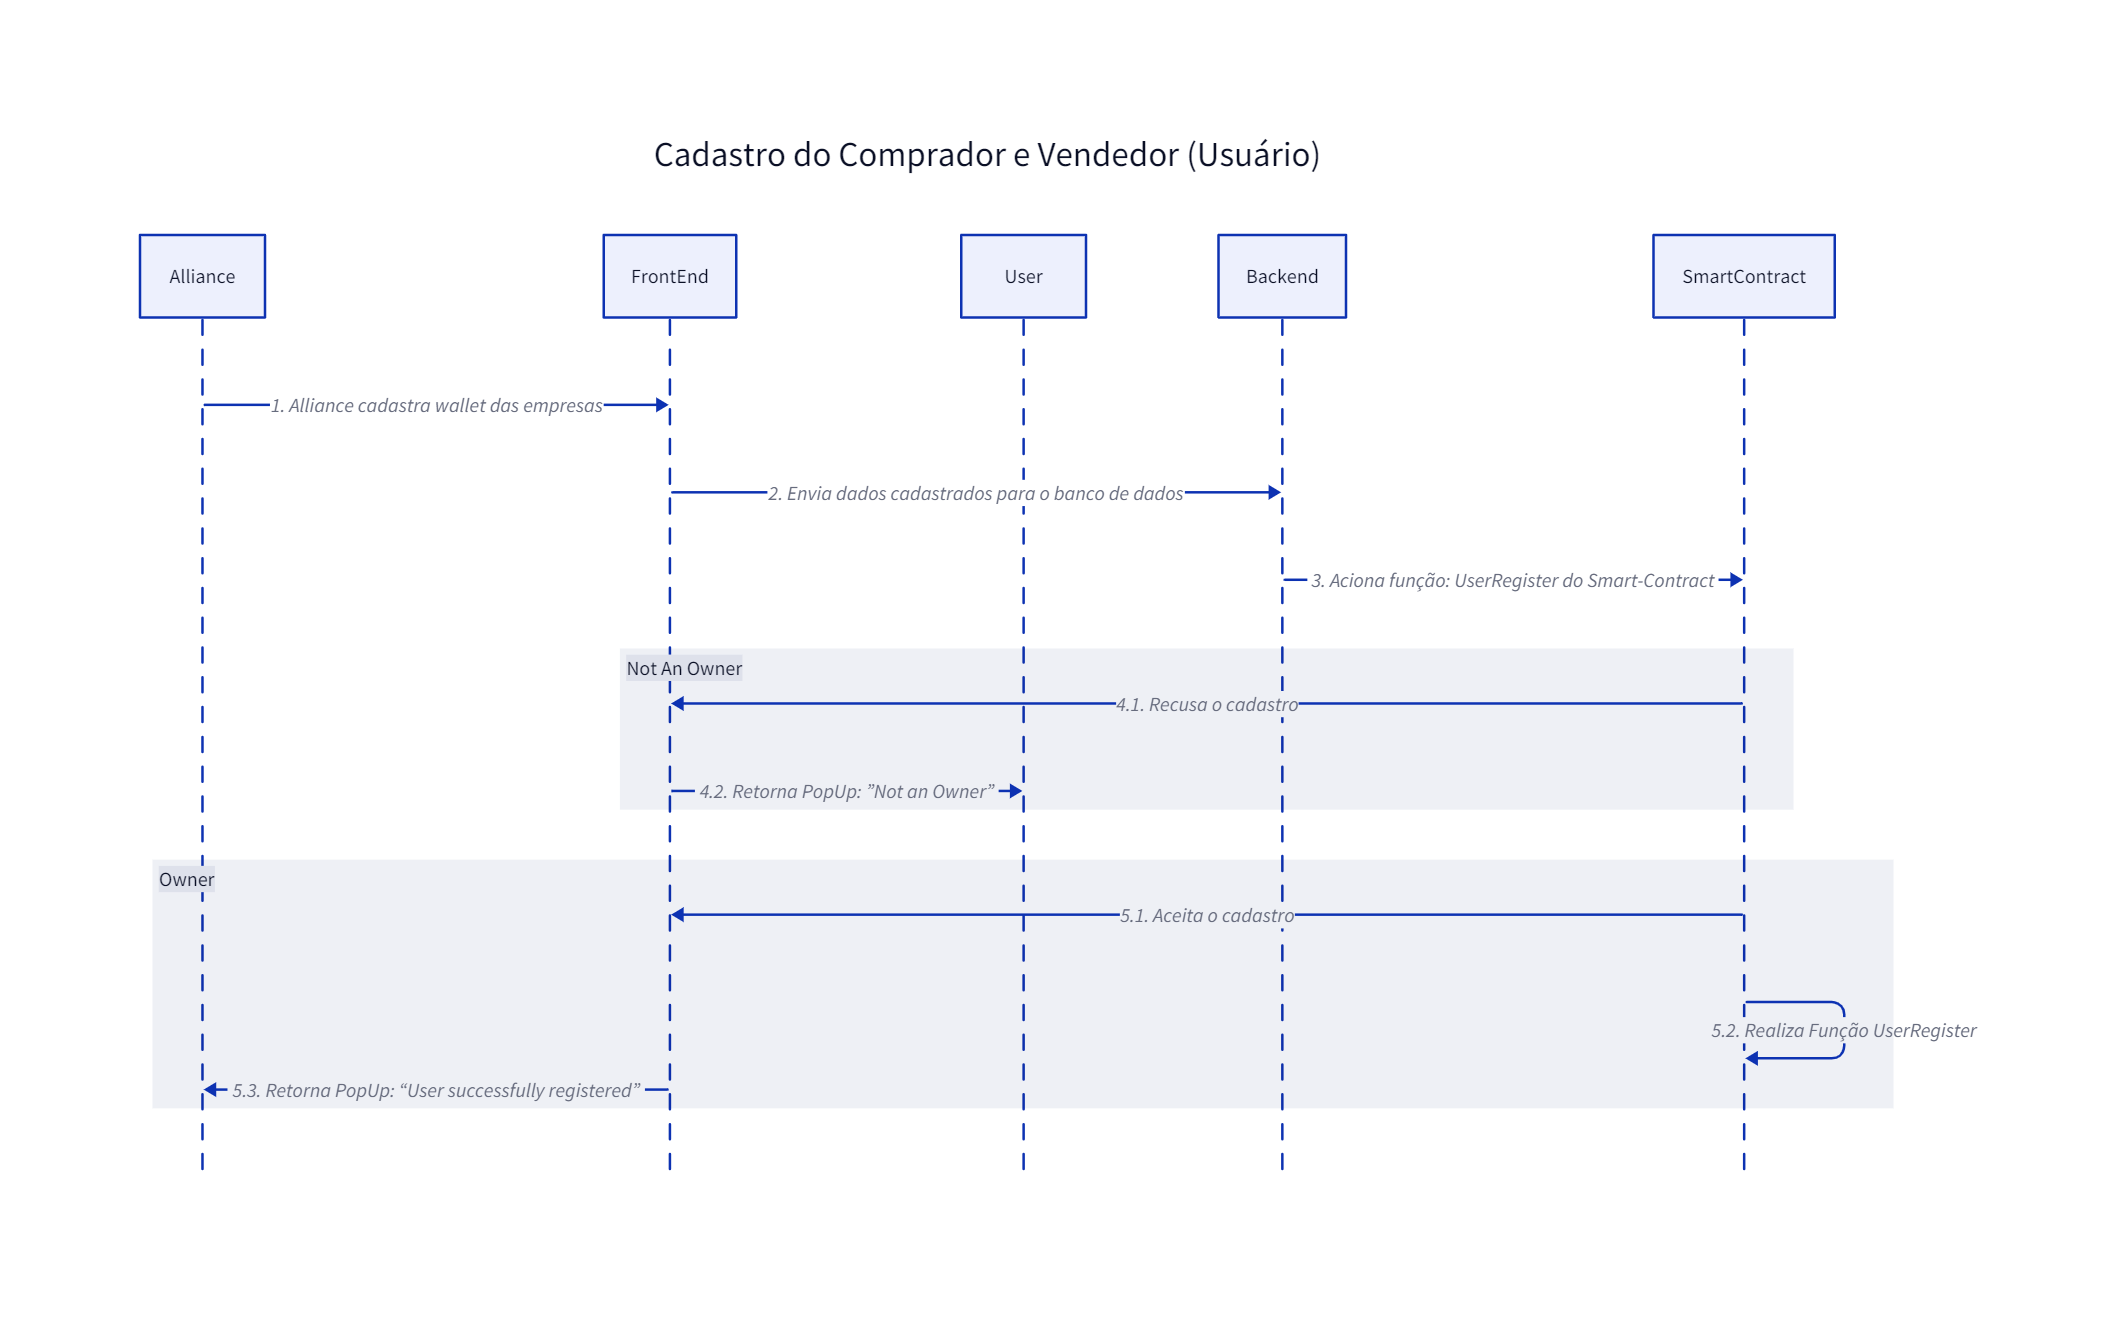 Cadastro do Comprador e Vendedor (Usuário)
Alliance
FrontEnd
User
Backend
SmartContract
1. Alliance cadastra wallet das empresas
2. Envia dados cadastrados para o banco de dados
3. Aciona função: UserRegister do Smart-Contract
Not An Owner
4.1. Recusa o cadastro
4.2. Retorna PopUp: ”Not an Owner”
Owner
5.1. Aceita o cadastro
5.2. Realiza Função UserRegister
5.3. Retorna PopUp: “User successfully registered”